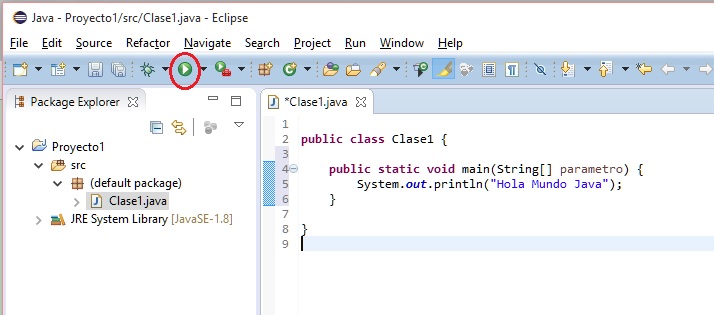 Java - Proyecto1/src/Clase1.java - Eclipse
File Edit Source Refactor Navigate Search Project Run Window Help
Package Explorer
*Clase1.java
Proyecto1
src
(default package)
Clase1.java
JRE System Library [JavaSE-1.8]
1
2 public class Clase1 {
3
4 public static void main(String[] parametro) {
5 System.out.println("Hola Mundo Java");
6 }
7
8 }
9